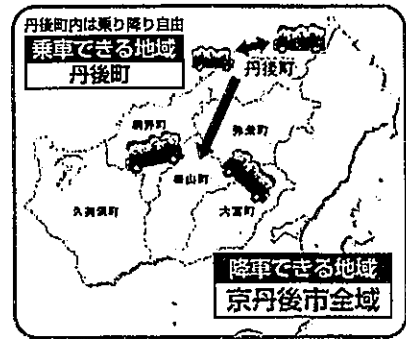 丹後町内は乗り降り自由
乗車できる地域
丹後町
丹後町
網野町
弥栄町
峰山町
久美浜町
大宮町
降車できる地域
京丹後市全域